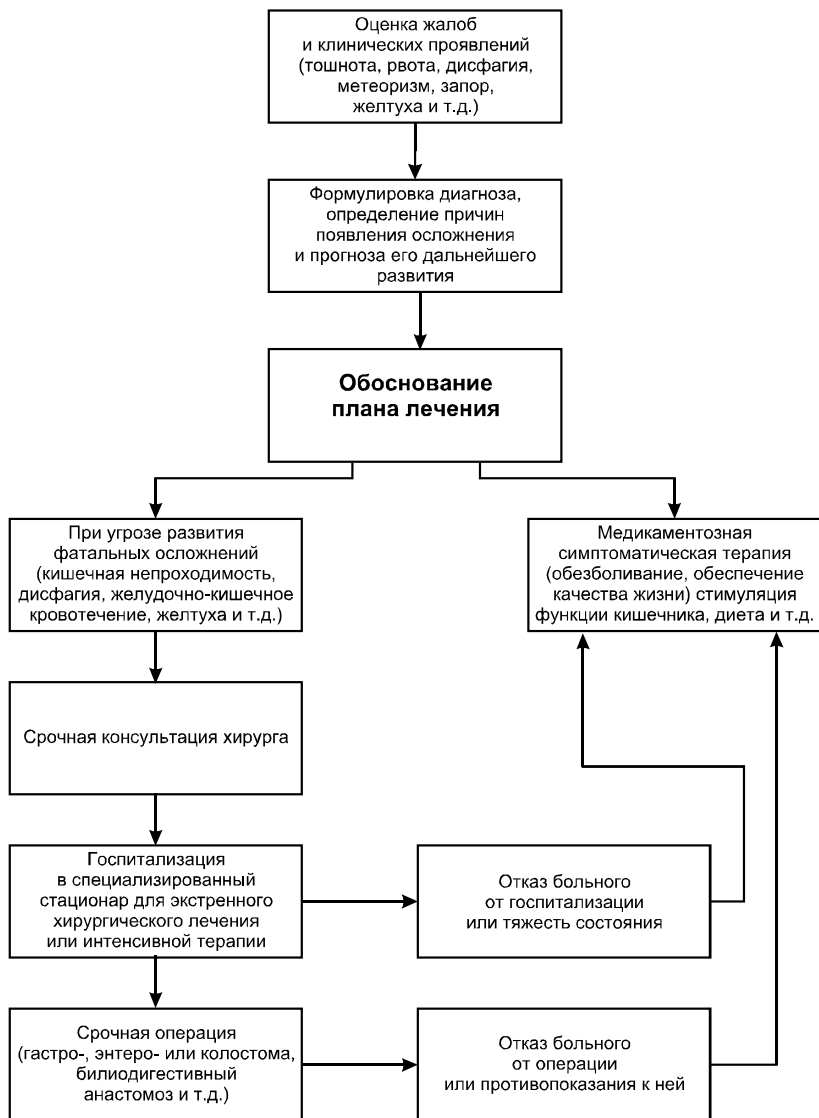 Оценка жалоб
и клинических проявлений
(тошнота, рвота, дисфагия,
метеоризм, запор,
желтуха и т.д.)
Формулировка диагноза,
определение причин
появления осложнения
и прогноза его дальнейшего
развития
Обоснование
плана лечения
При угрозе развития
фатальных осложнений
(кишечная непроходимость,
дисфагия, желудочно-кишечное
кровотечение, желтуха и т.д.)
Медикаментозная
симптоматическая терапия
(обезболивание, обеспечение
качества жизни) стимуляция
функции кишечника, диета и т.д.
Срочная консультация хирурга
Госпитализация
в специализированный
стационар для экстренного
хирургического лечения
или интенсивной терапии
Отказ больного
от госпитализации
или тяжесть состояния
Срочная операция
(гастро-, энтеро- или колостома,
билиодигестивный
анастомоз и т.д.)
Отказ больного
от операции
или противопоказания к ней